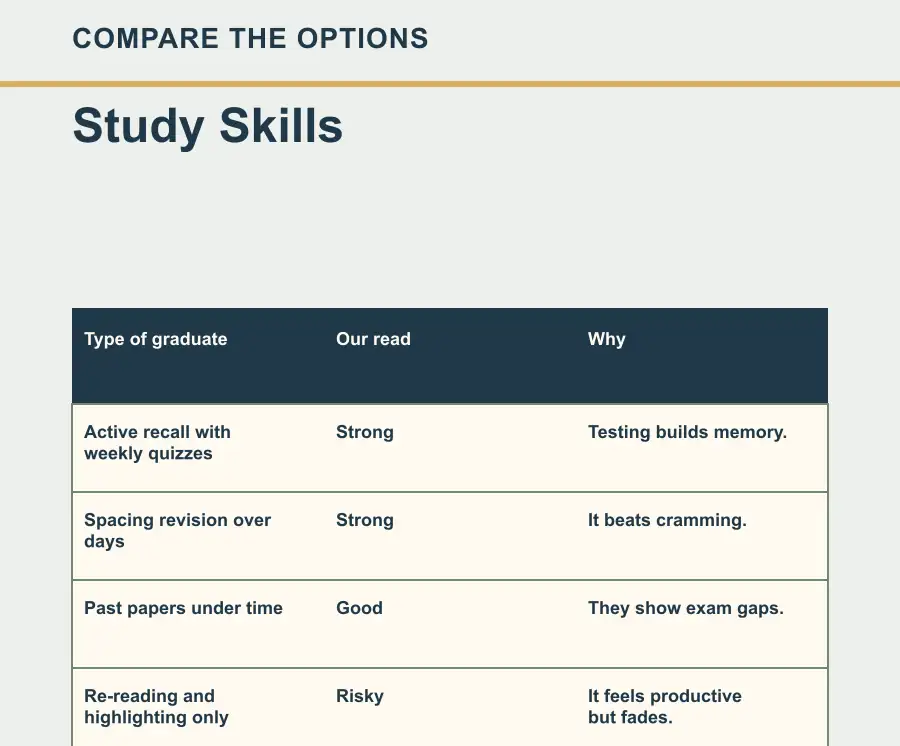 COMPARE THE OPTIONS
Study Skills
Type of graduate
Our read
Why
Active recall with
weekly quizzes
Strong
Testing builds memory.
Spacing revision over
days
Strong
It beats cramming.
Past papers under time
Good
They show exam gaps.
Re-reading and
highlighting only
Risky
It feels productive
but fades.